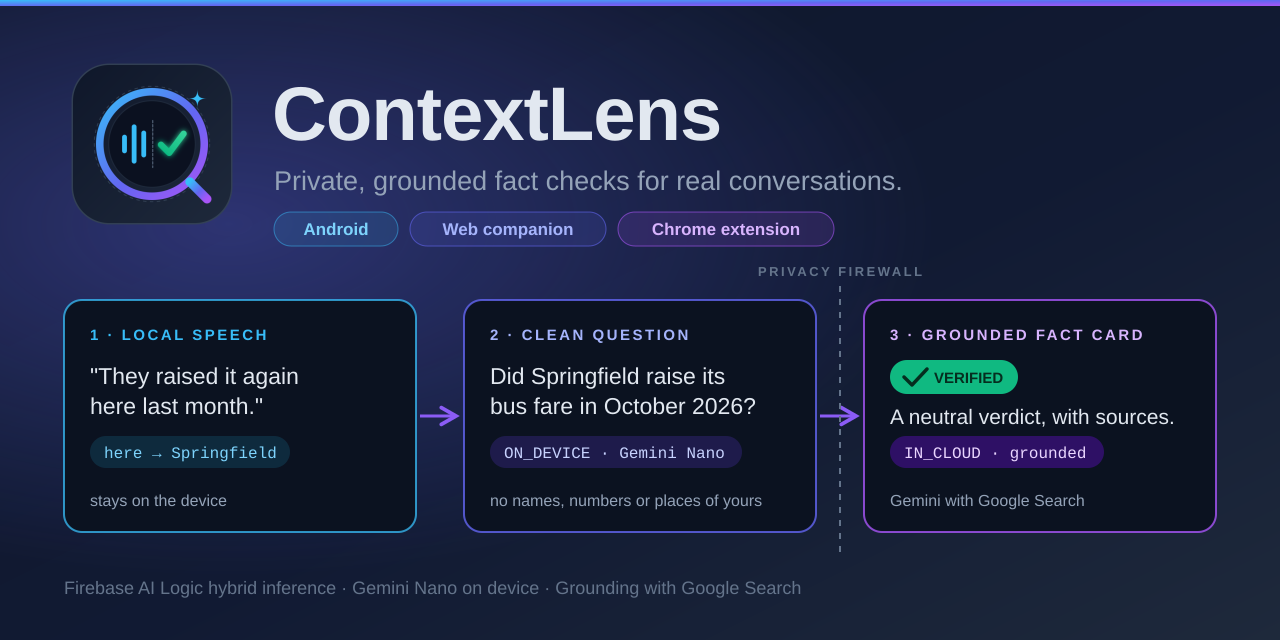 ContextLens
Private, grounded fact checks for real conversations.
Android
Web companion
Chrome extension
PRIVACY FIREWALL
1 · LOCAL SPEECH
"They raised it again
here last month."
here → Springfield
stays on the device
2 · CLEAN QUESTION
Did Springfield raise its
bus fare in October 2026?
ON_DEVICE · Gemini Nano
no names, numbers or places of yours
3 · GROUNDED FACT CARD
VERIFIED
A neutral verdict, with sources.
IN_CLOUD · grounded
Gemini with Google Search
Firebase AI Logic hybrid inference · Gemini Nano on device · Grounding with Google Search